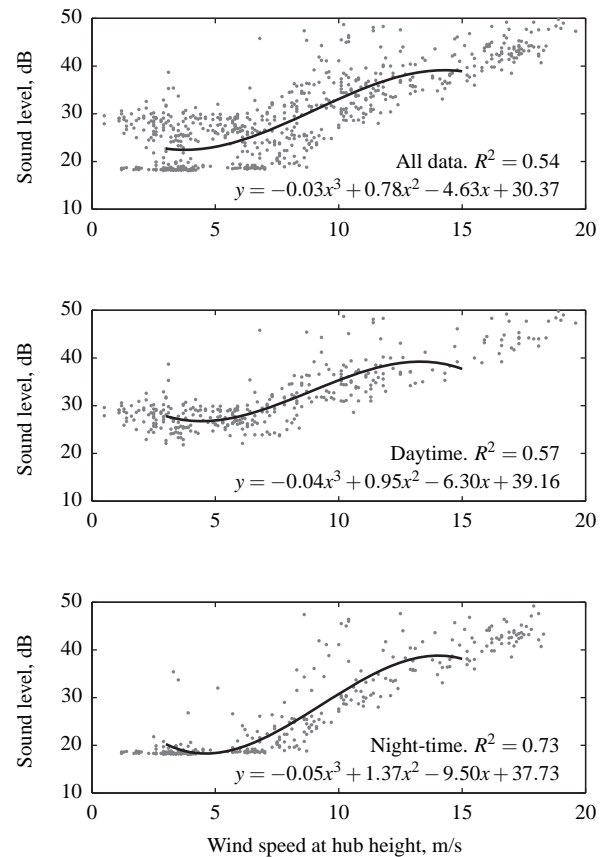 50
40
30
20
10
Sound level, dB
All data. R² = 0.54
y = −0.03x³ + 0.78x² − 4.63x + 30.37
0 5 10 15 20
50
40
30
20
10
Sound level, dB
Daytime. R² = 0.57
y = −0.04x³ + 0.95x² − 6.30x + 39.16
0 5 10 15 20
50
40
30
20
10
Sound level, dB
Night-time. R² = 0.73
y = −0.05x³ + 1.37x² − 9.50x + 37.73
0 5 10 15 20
Wind speed at hub height, m/s